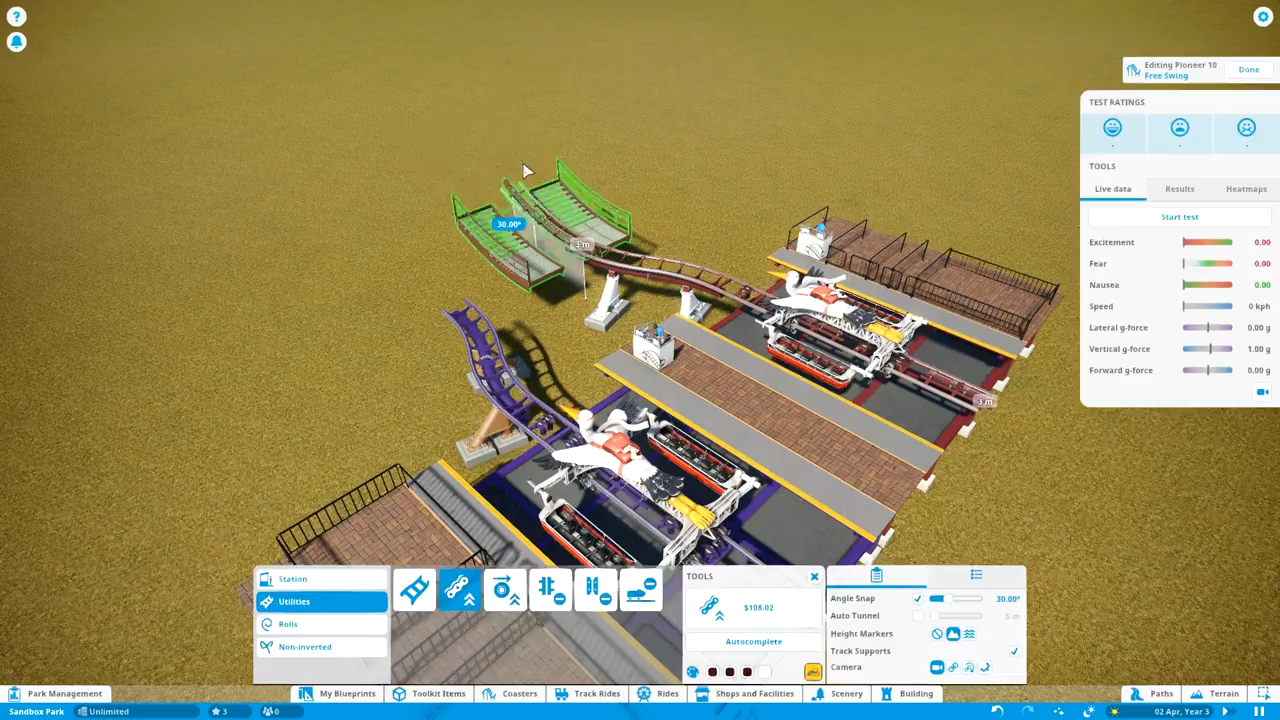 ?
Editing Pioneer 10
Free Swing
Done
TEST RATINGS
- - -
TOOLS
Live data Results Heatmaps
Start test
Excitement 0.00
Fear 0.00
Nausea 0.00
Speed 0 kph
Lateral g-force 0.00 g
Vertical g-force 1.00 g
Forward g-force 0.00 g
30.00°
3 m
3 m
Station
Utilities
Rolls
Non-inverted
TOOLS
$108.02
Autocomplete
Angle Snap 30.00°
Auto Tunnel 5 m
Height Markers
Track Supports
Camera
Park Management My Blueprints Toolkit Items Coasters Track Rides Rides Shops and Facilities Scenery Building Paths Terrain
Sandbox Park Unlimited 3 0 02 Apr, Year 3